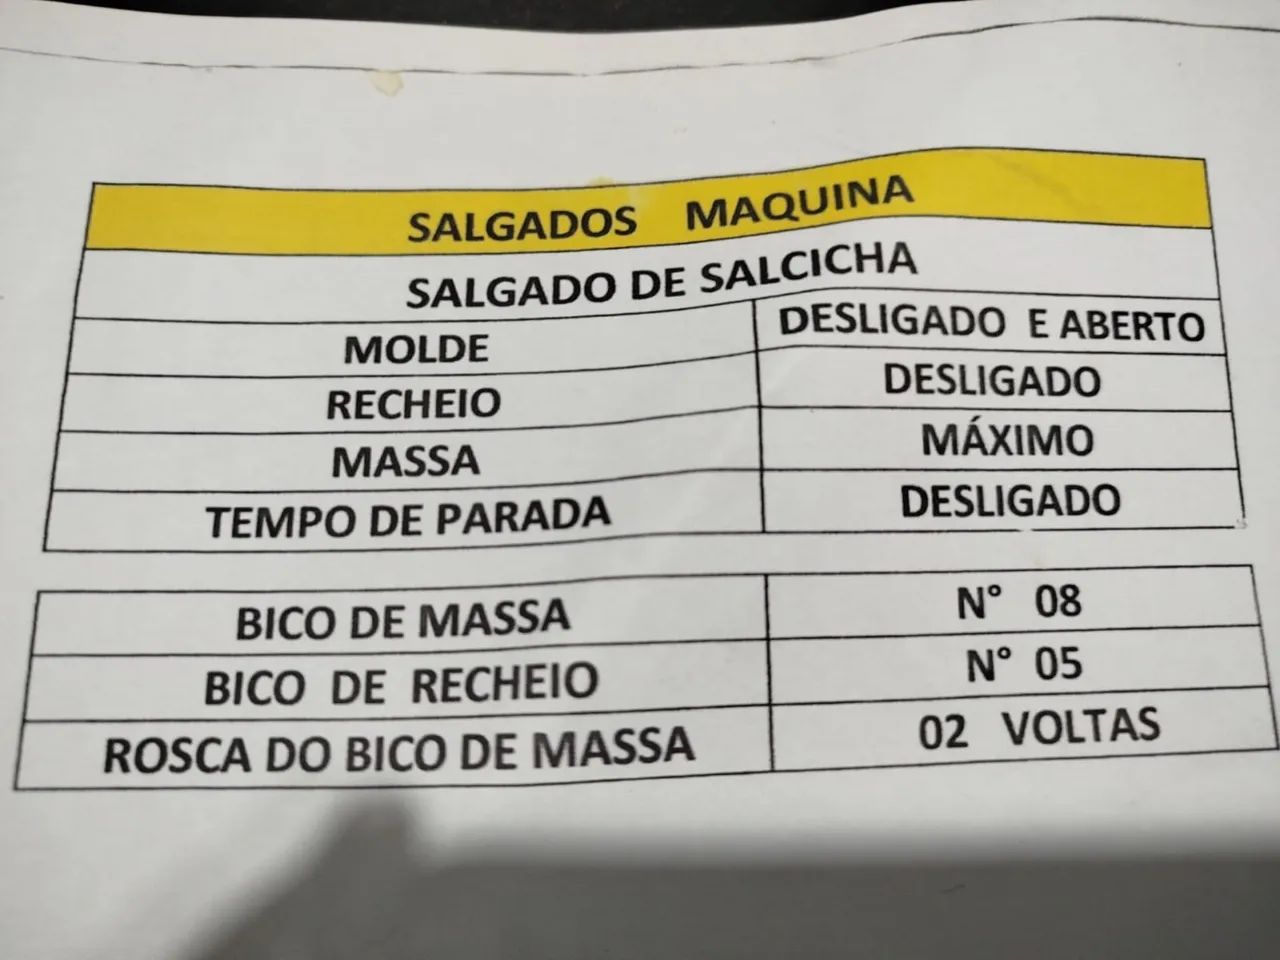 SALGADOS MAQUINA
SALGADO DE SALCICHA
MOLDE DESLIGADO E ABERTO
RECHEIO DESLIGADO
MASSA MÁXIMO
TEMPO DE PARADA DESLIGADO
BICO DE MASSA N° 08
BICO DE RECHEIO N° 05
ROSCA DO BICO DE MASSA 02 VOLTAS